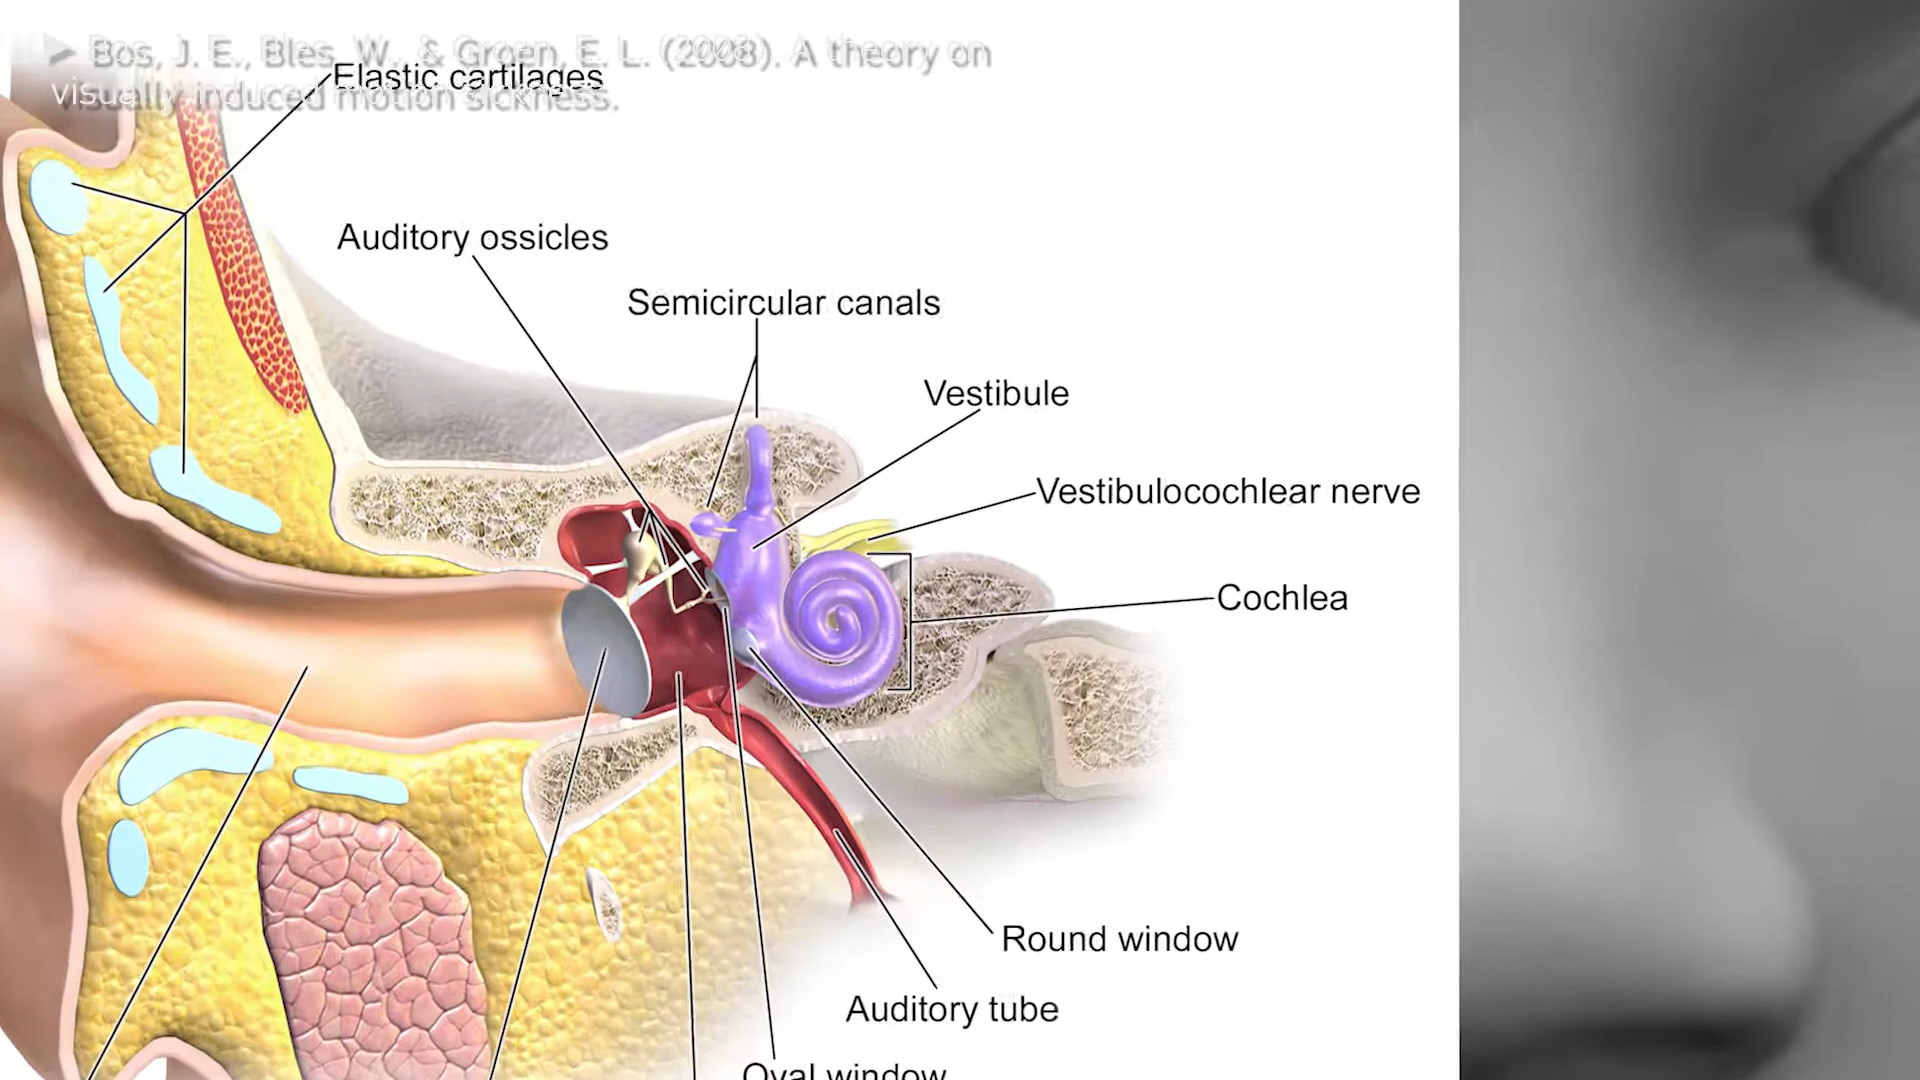 ➤ Bos, J. E., Bles, W., & Groen, E. L. (2008). A theory on
visually induced motion sickness.
Elastic cartilages
Auditory ossicles
Semicircular canals
Vestibule
Vestibulocochlear nerve
Cochlea
Round window
Auditory tube
Oval window